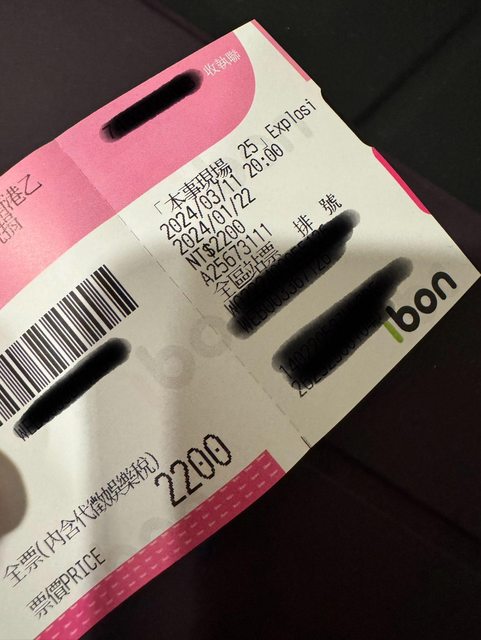 收執聯
「本事現場 25」Explosi
2024/03/11 20:00
2024/01/22
NT$2200
A25673111
全區站票 排 號
ibon
港乙
2200
全票(內含代徵娛樂稅)
票價PRICE